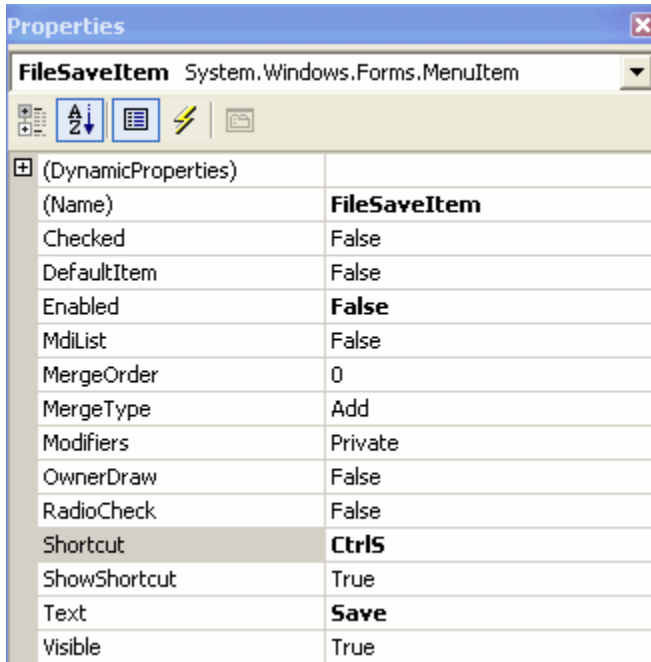 Properties
FileSaveItem System.Windows.Forms.MenuItem
(DynamicProperties)
(Name) FileSaveItem
Checked False
DefaultItem False
Enabled False
MdiList False
MergeOrder 0
MergeType Add
Modifiers Private
OwnerDraw False
RadioCheck False
Shortcut CtrlS
ShowShortcut True
Text Save
Visible True